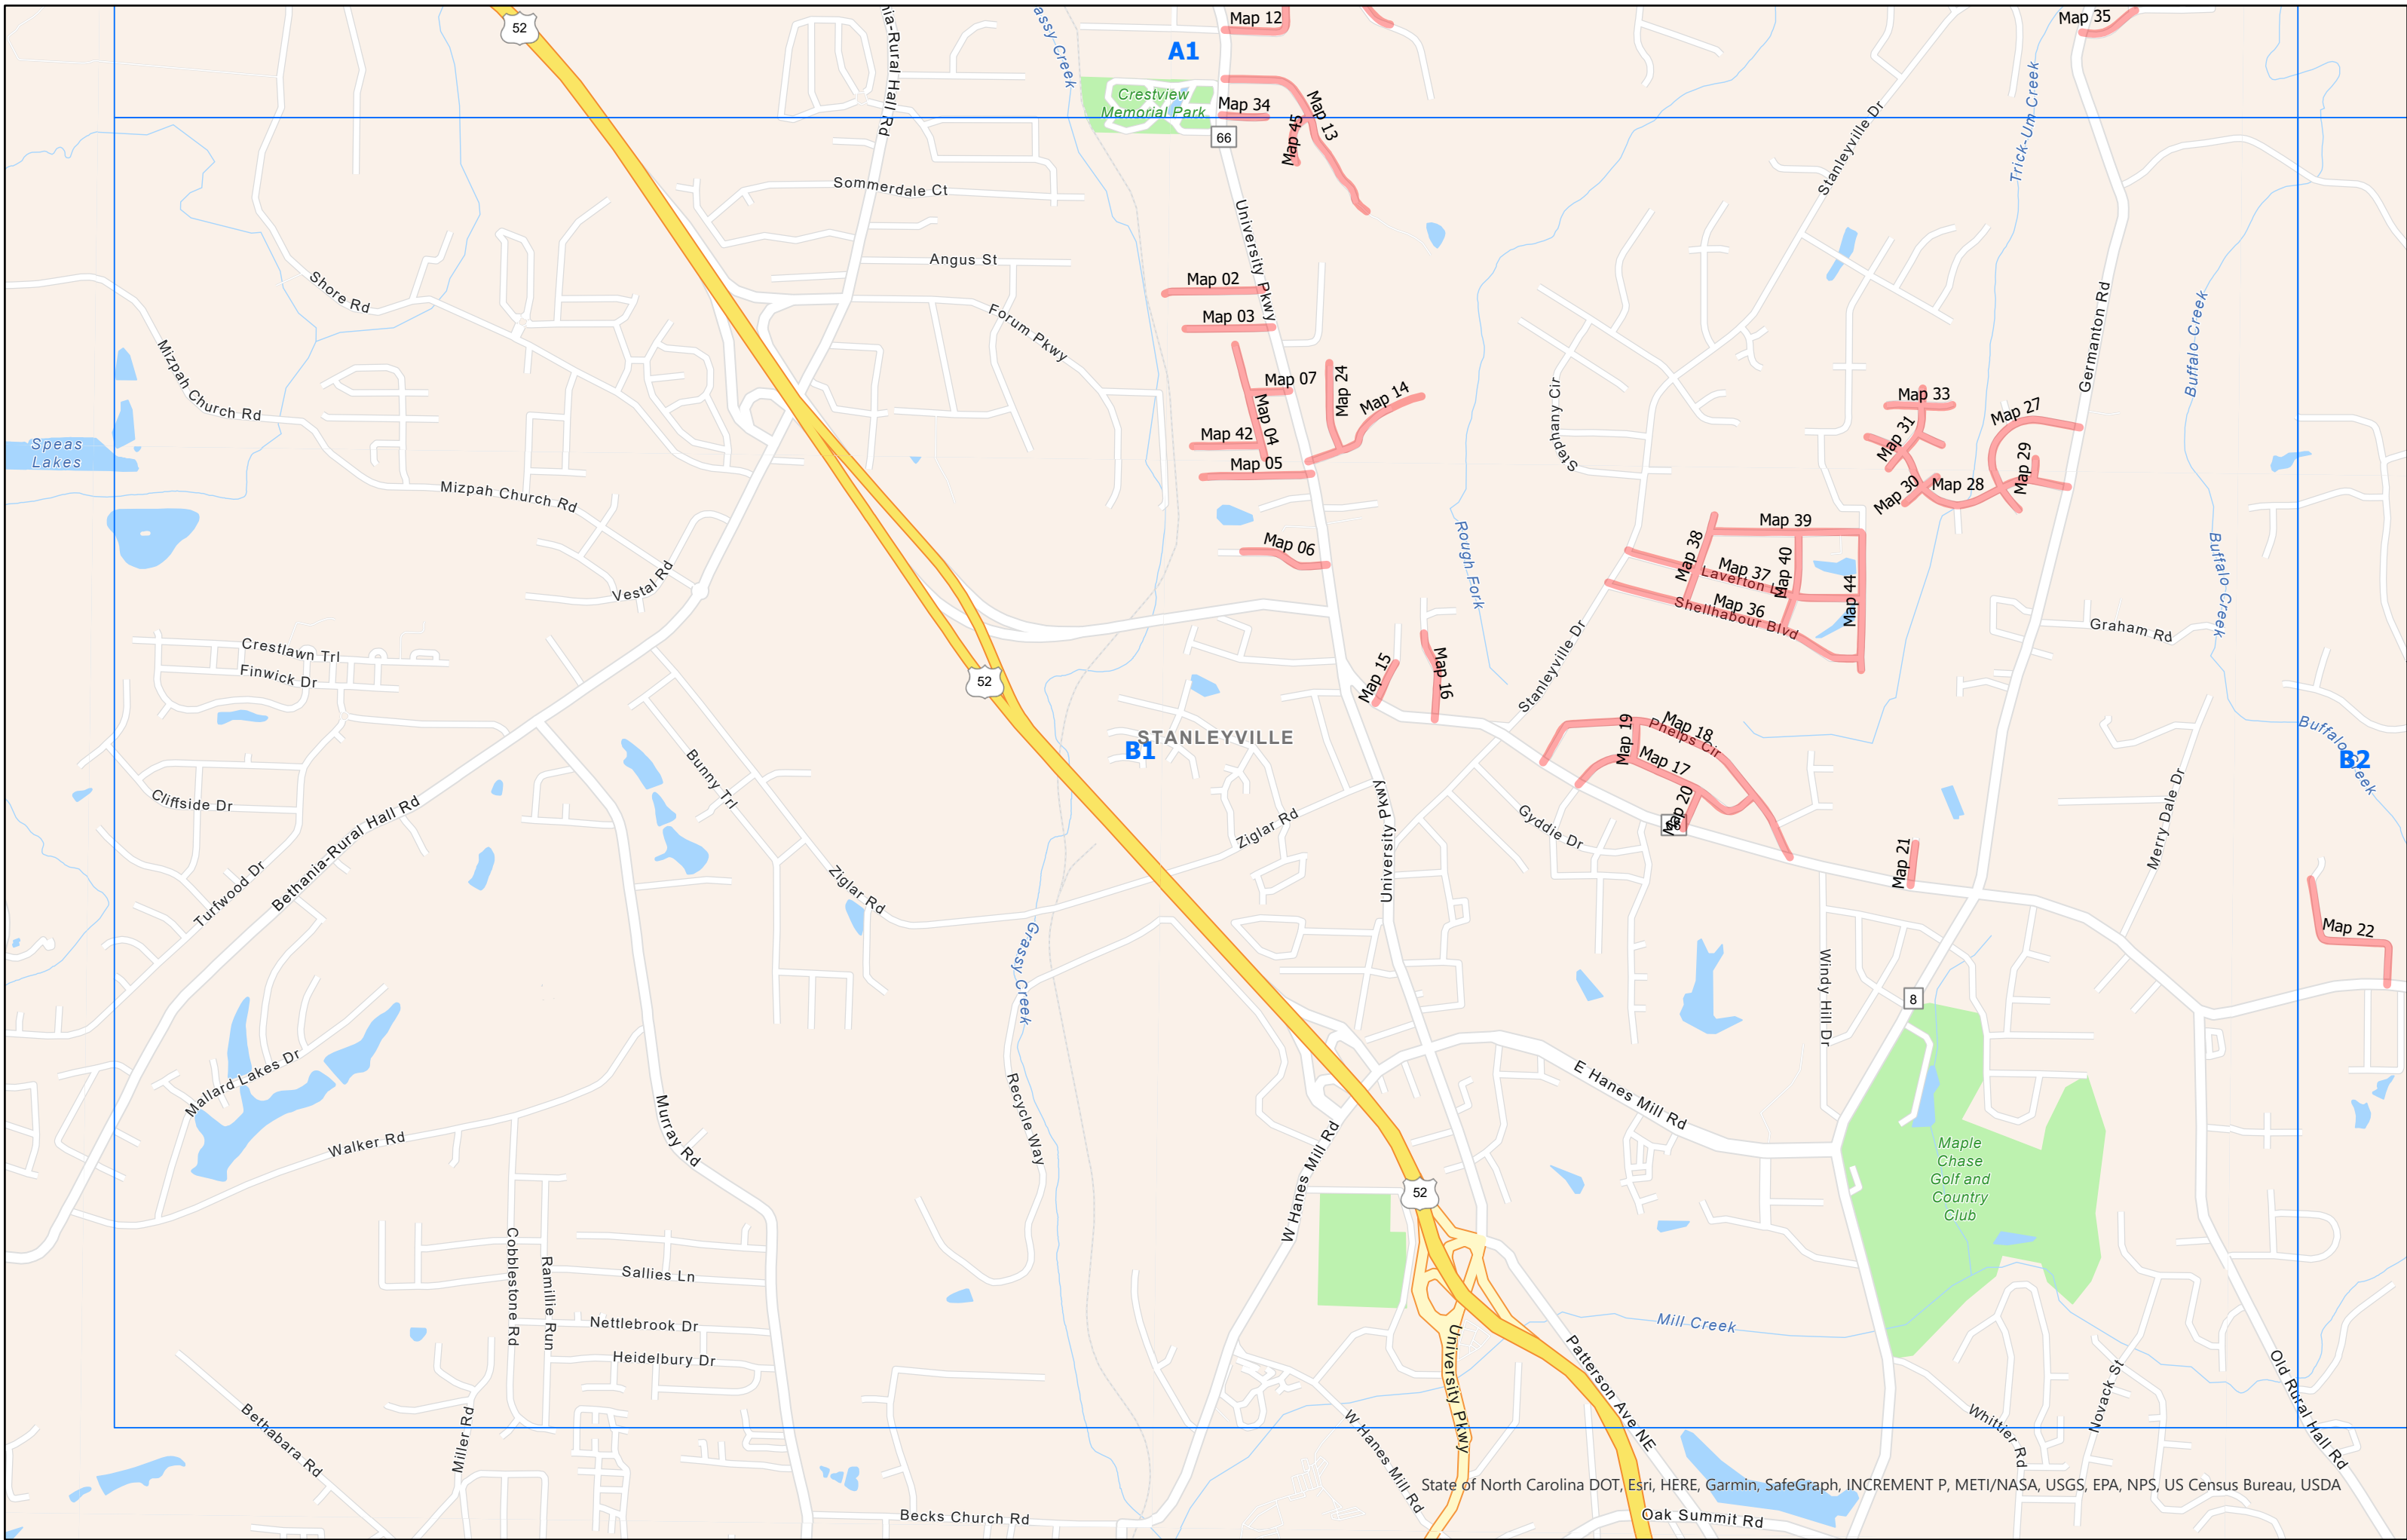 52
Map 12
Map 35
A1
nia-Rural Hall Rd
assy Creek
Crestview
Memorial Park
Map 34
Map 13
Map 45
66
Stanleyville Dr
Trick-Um-Creek
Sommerdale Ct
University Pkwy
Angus St
Shore Rd
Map 02
Map 03
Forum Pkwy
Germanton Rd
Buffalo-Creek
Mizpah Church Rd
Map 07
Map 24
Map 14
Map 04
Stephany Cir
Map 33
Map 27
Map 31
Map 42
Map 05
Speas
Lakes
Map 29
Map 30
Map 28
Mizpah Church Rd
Map 39
Map 38
Map 40
Map 06
Rough Fork
Map 37
Laverton L
Map 44
Map 36
Shellhabour Blvd
Buffalo-Creek
Vestal Rd
Graham Rd
Crestlawn Trl
Finwick Dr
52
Map 15
Map 16
Stanleyville Dr
Map 19
Map 18
Phelps Cir
Map 17
Map 20
66
STANLEYVILLE
B1
Buffalo Creek
B2
Bunny Trl
Cliffside Dr
Bethania-Rural Hall Rd
Ziglar Rd
University Pkwy
Gyddie Dr
Merry Dale Dr
Map 21
Turfwood Dr
Ziglar Rd
Map 22
Grassy Creek
Windy Hill Dr
8
Mallard Lakes Dr
Recycle Way
E Hanes Mill Rd
Murray Rd
Walker Rd
W Hanes Mill Rd
Maple
Chase
Golf and
Country
Club
52
Cobblestone Rd
Ramillie Run
Sallies Ln
Nettlebrook Dr
Heidelbury Dr
Mill Creek
University Pkwy
Patterson Ave NE
Old Rural Hall Rd
Novack St
Whittier Rd
Bethabara Rd
Miller Rd
W Hanes Mill Rd
State of North Carolina DOT, Esri, HERE, Garmin, SafeGraph, INCREMENT P, METI/NASA, USGS, EPA, NPS, US Census Bureau, USDA
Becks Church Rd
Oak Summit Rd